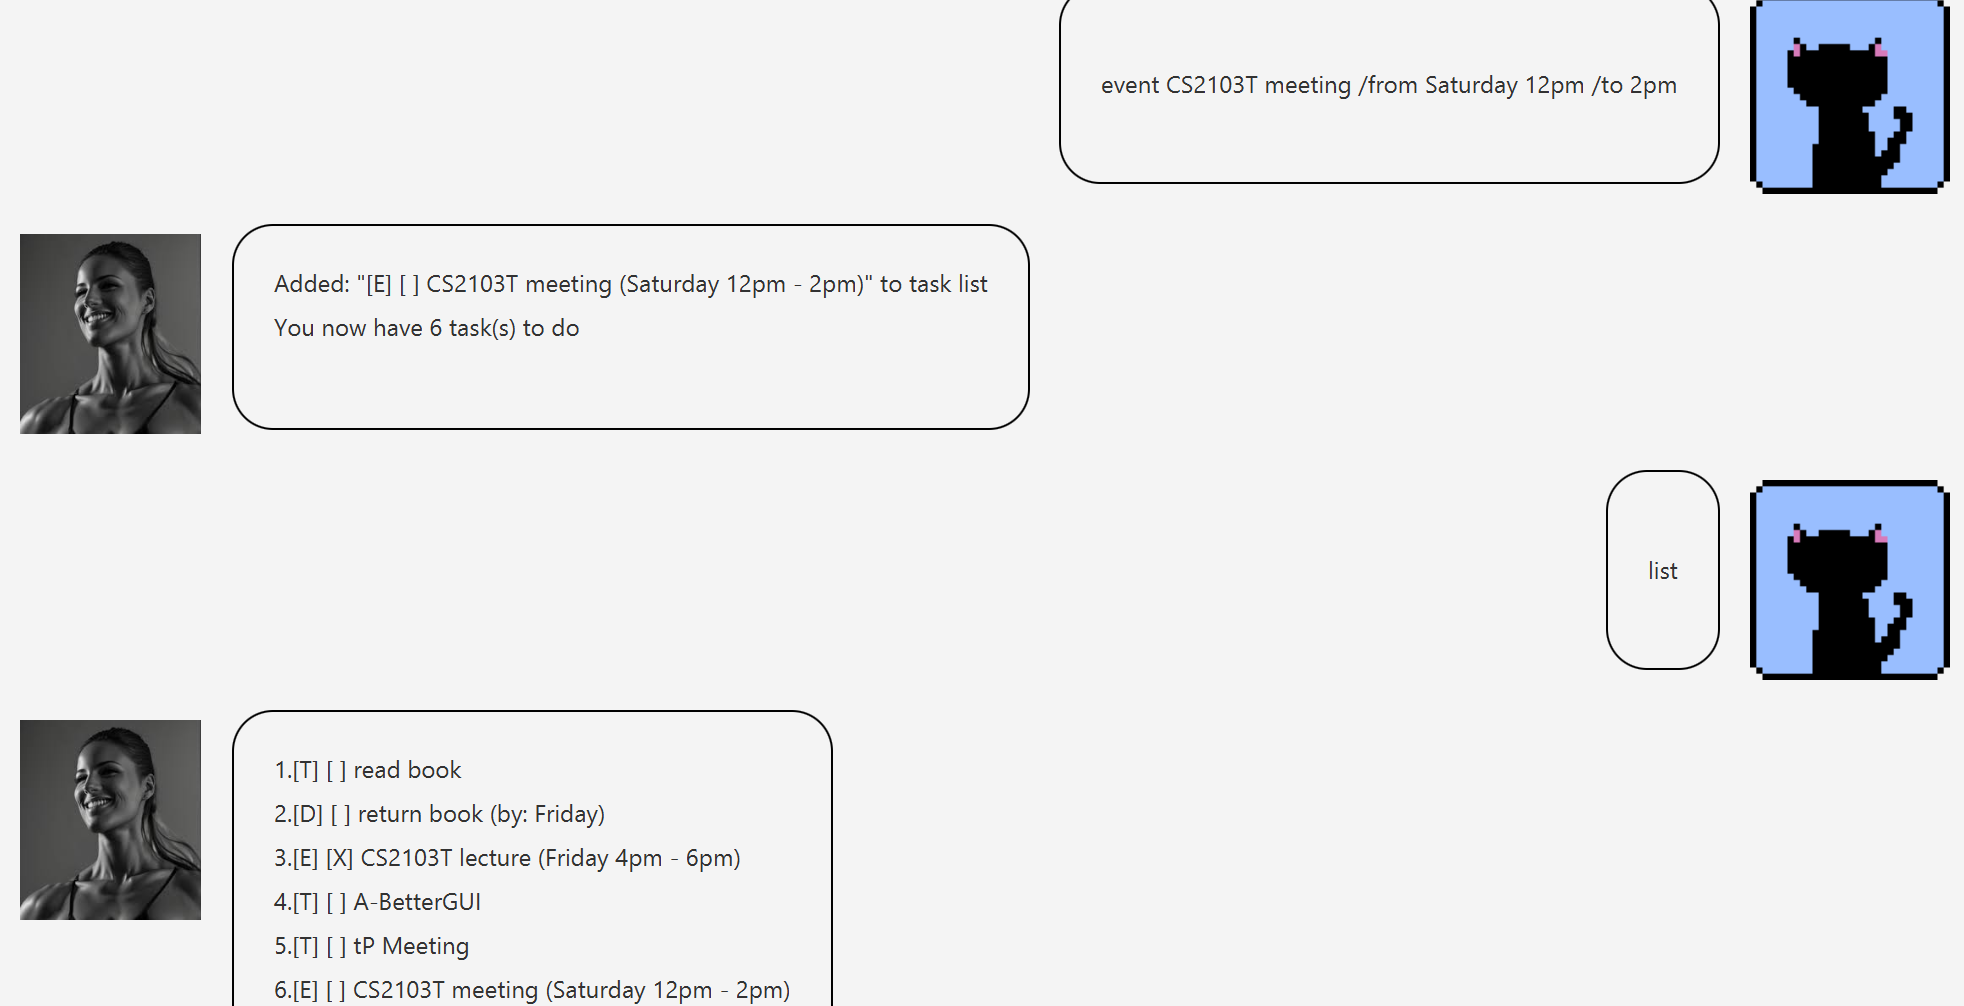 event CS2103T meeting /from Saturday 12pm /to 2pm
Added: "[E] [ ] CS2103T meeting (Saturday 12pm - 2pm)" to task list
You now have 6 task(s) to do
list
1.[T] [ ] read book
2.[D] [ ] return book (by: Friday)
3.[E] [X] CS2103T lecture (Friday 4pm - 6pm)
4.[T] [ ] A-BetterGUI
5.[T] [ ] tP Meeting
6.[E] [ ] CS2103T meeting (Saturday 12pm - 2pm)